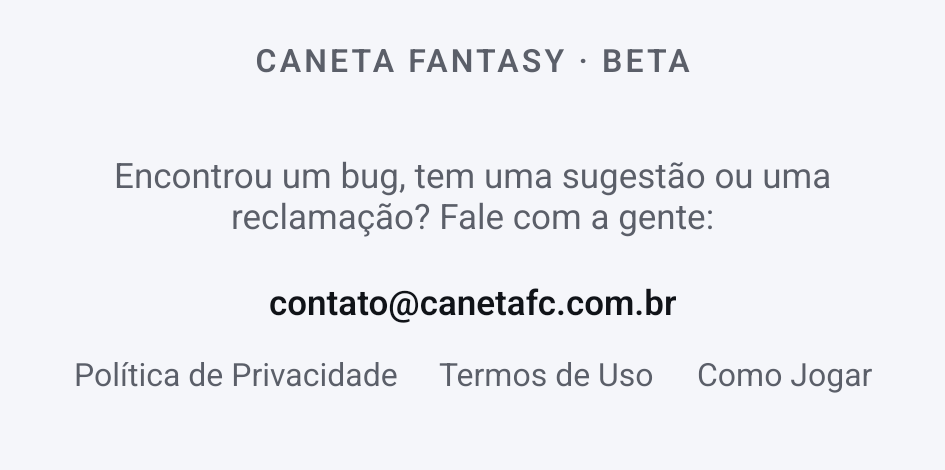 CANETA FANTASY · BETA
Encontrou um bug, tem uma sugestão ou uma
reclamação? Fale com a gente:
contato@canetafc.com.br
Política de Privacidade Termos de Uso Como Jogar